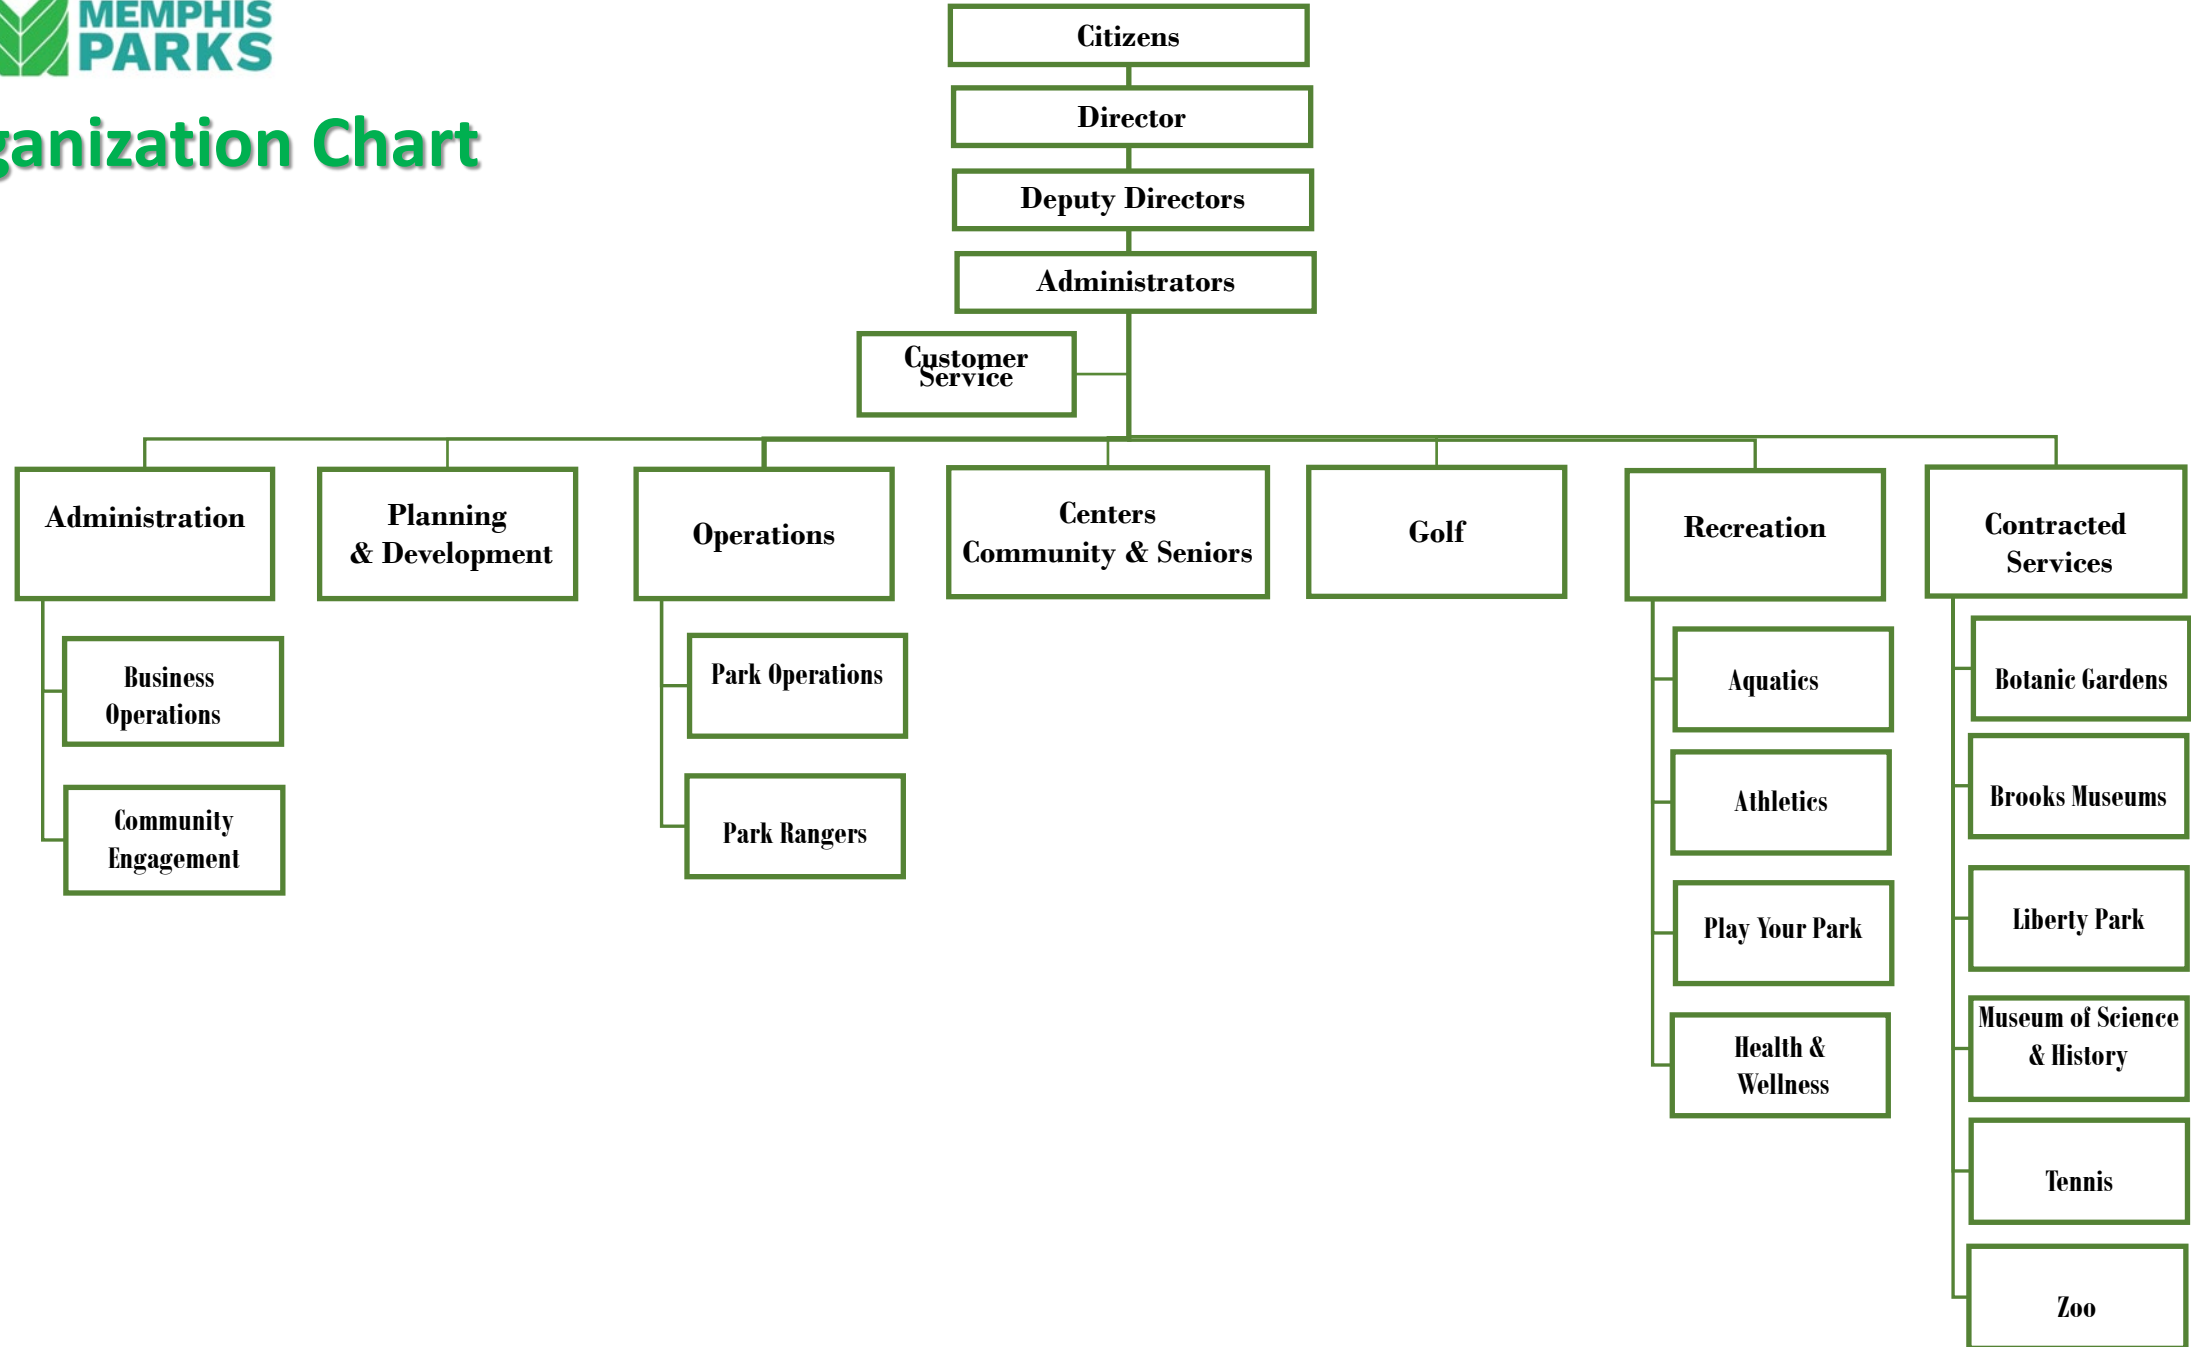 MEMPHIS
PARKS
ganization Chart
Citizens
Director
Deputy Directors
Administrators
Customer
Service
Administration
Planning
& Development
Operations
Centers
Community & Seniors
Golf
Recreation
Contracted
Services
Business
Operations
Community
Engagement
Park Operations
Park Rangers
Aquatics
Athletics
Play Your Park
Health &
Wellness
Botanic Gardens
Brooks Museums
Liberty Park
Museum of Science
& History
Tennis
Zoo